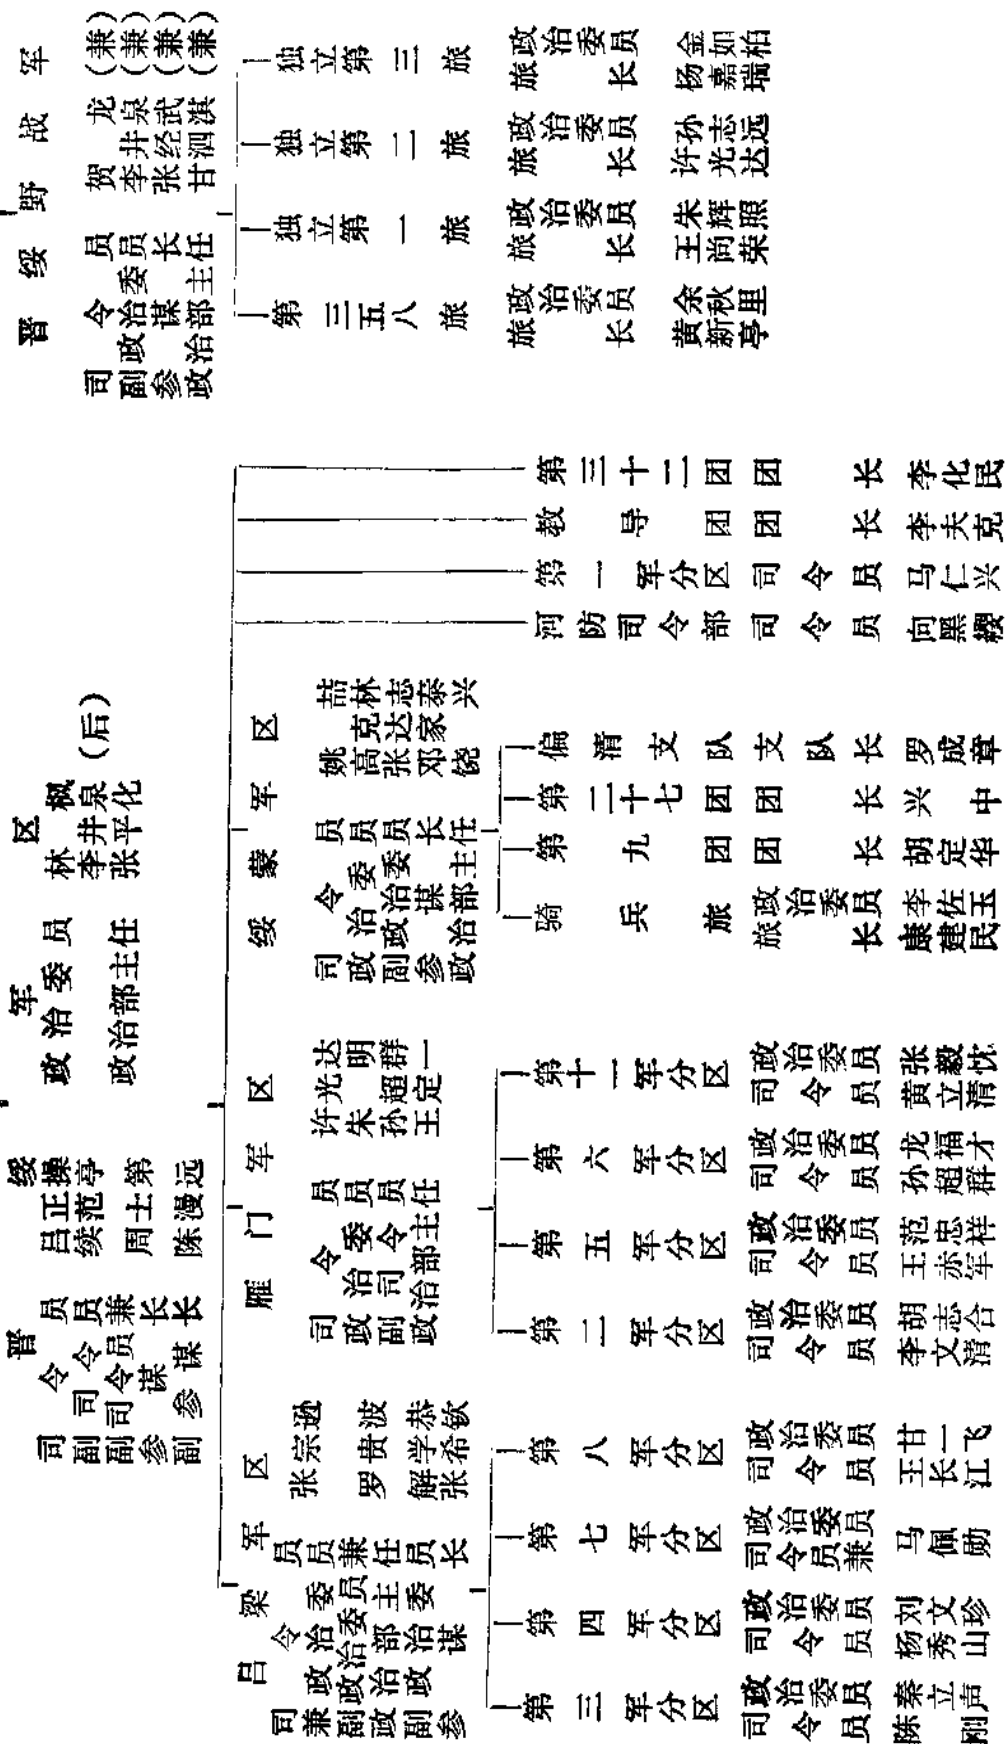 晋绥军区
司令员 吕正操
副司令员 续范亭
副司令员兼参谋长 周士第
副参谋长 陈漫远
政治委员 林枫
李井泉（后）
政治部主任 张平化
吕梁军区
司令员兼政治委员 张宗逊
副政治委员兼政治部主任 罗贵波
副政治委员 解学恭
参谋长 张希钦
第三军分区 司令员 陈刚
政治委员 秦立声
第四军分区 司令员 杨秀山
政治委员 刘文珍
第七军分区 司令员兼政治委员 马佩勋
第八军分区 司令员 王长江
政治委员 甘一飞
雁门军区
司令员 许光达
政治委员 朱明
副司令员 孙超群
政治部主任 王定一
第二军分区 司令员 李文清
政治委员 胡志合
第五军分区 司令员 王赤军
政治委员 范忠祥
第六军分区 司令员 孙超群
政治委员 龙福才
第十一军分区 司令员 黄立清
政治委员 张毅忱
绥蒙军区
司令员 姚喆
政治委员 高克林
副政治委员 张达志
参谋长 邓家泰
政治部主任 饶兴
骑兵旅 旅长 康建民
政治委员 李佐玉
第九团 团长 胡定华
第二十七团 团长 兴中
偏清支队 支队长 罗成章
河防司令部 司令员 向黑缨
第一军分区 司令员 马仁兴
教导团 团长 李夫克
第三十二团 团长 李化民
晋绥野战军
司令员 贺龙（兼）
副政治委员 李井泉（兼）
参谋长 张经武（兼）
政治部主任 甘泗淇（兼）
第三五八旅 旅长 黄新亭
政治委员 余秋里
独立第一旅 旅长 王尚荣
政治委员 朱辉照
独立第二旅 旅长 许光达
政治委员 孙志远
独立第三旅 旅长 杨嘉瑞
政治委员 金如柏